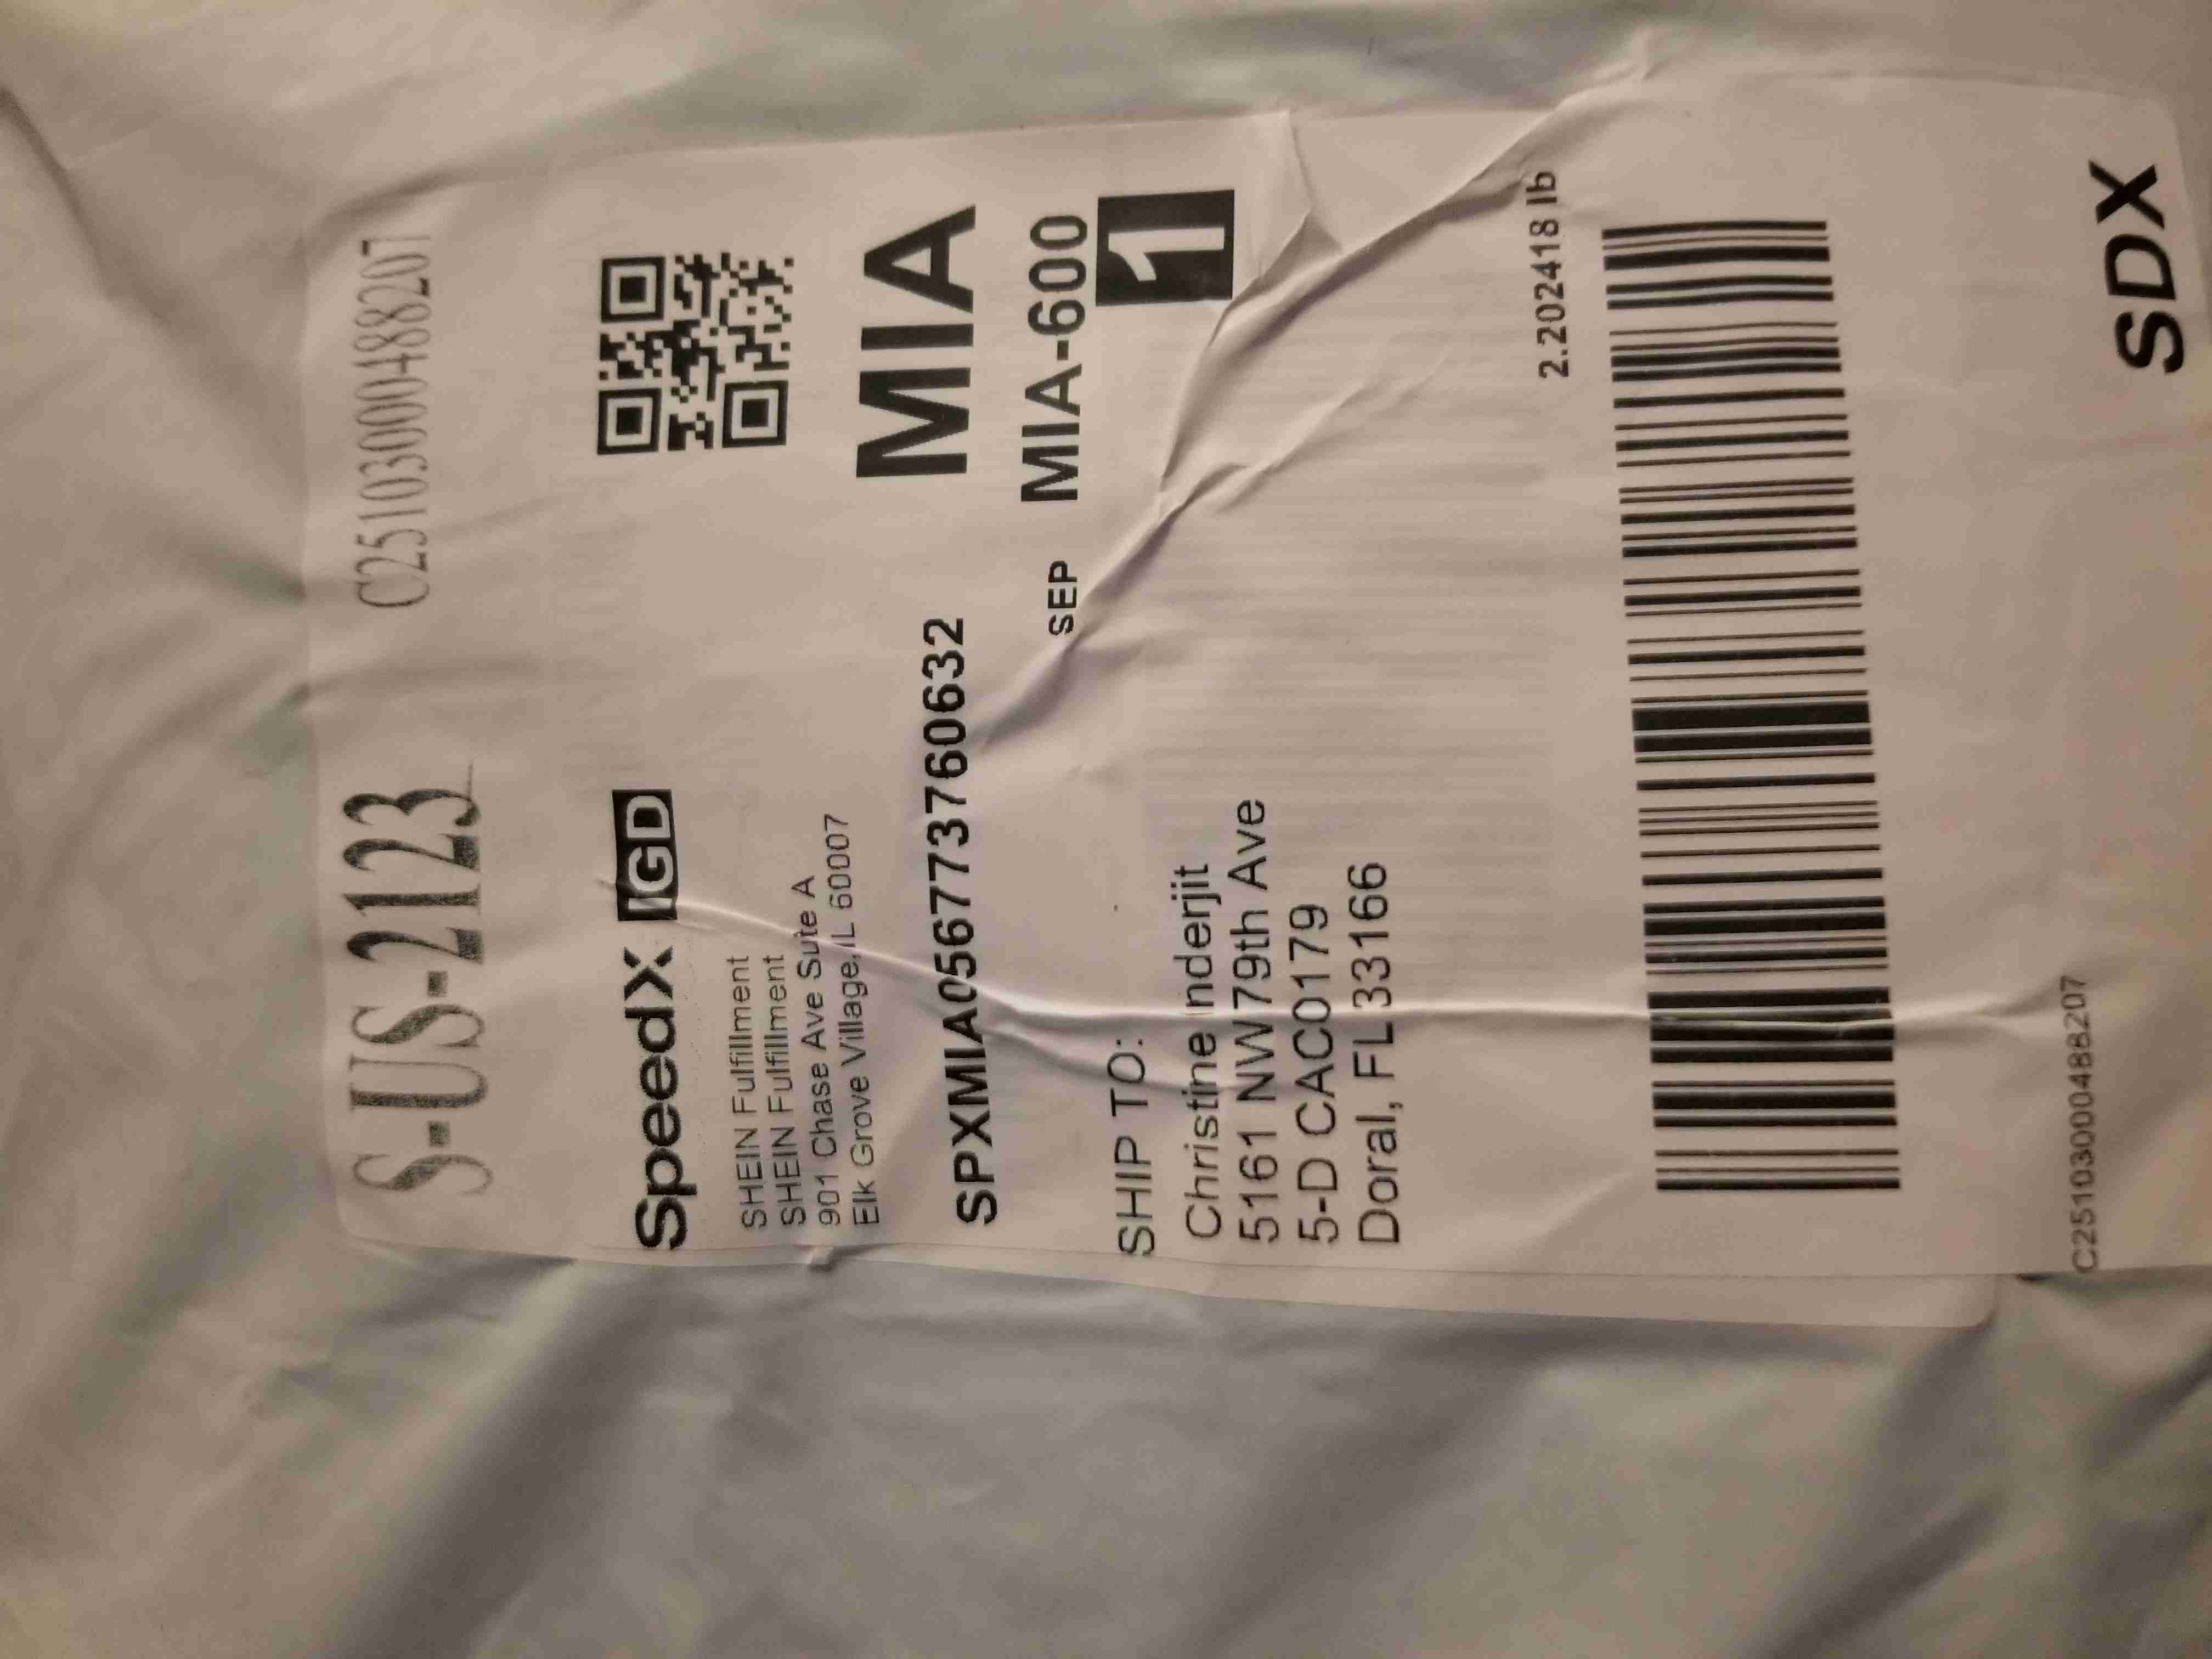 S-US-2123 C25103000488207
SpeedX IGD
SHEIN Fulfillment
SHEIN Fulfillment
901 Chase Ave Sute A
Elk Grove Village, IL 60007
MIA
SPXMIA056773760632
SEP MIA-600
1
SHIP TO:
Christine Inderjit
5161 NW 79th Ave
5-D CAC0179
Doral, FL 33166
2.202418 lb
C25103000488207
SDX